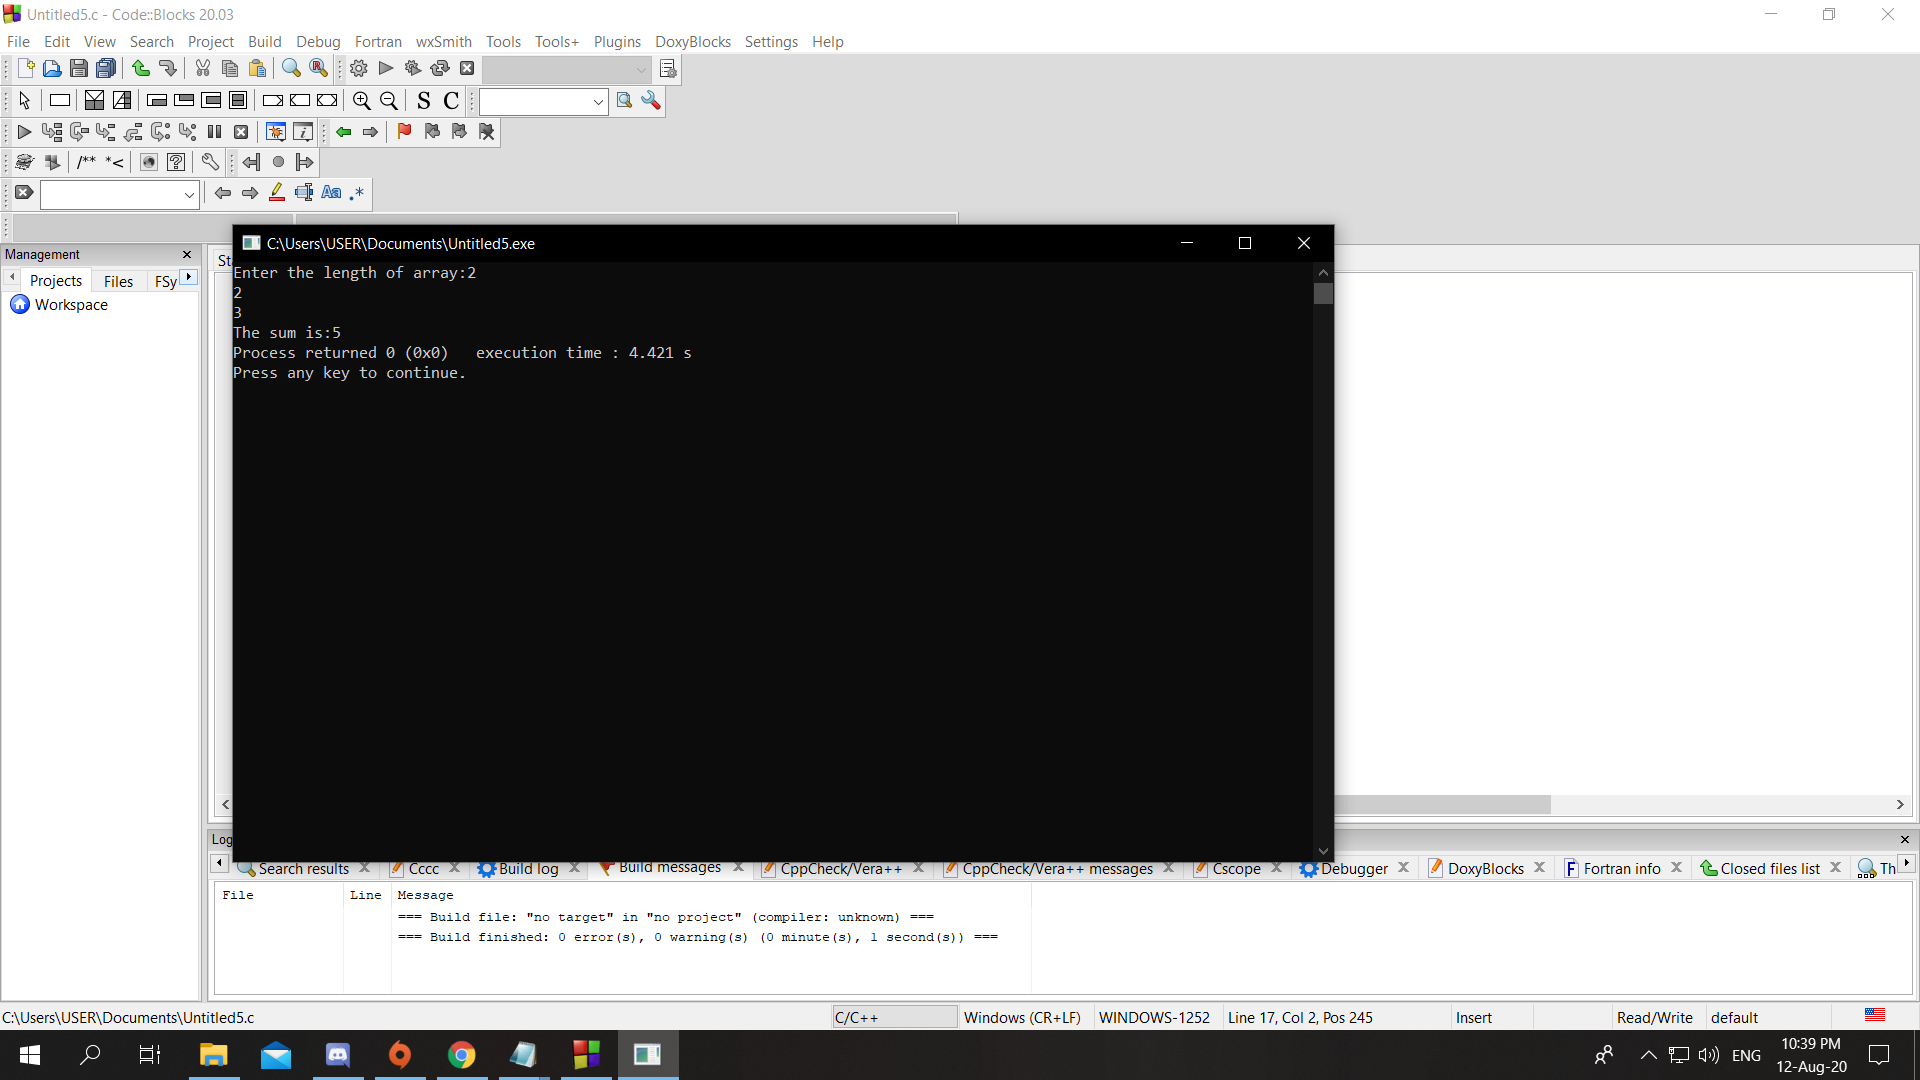 Untitled5.c - Code::Blocks 20.03
File Edit View Search Project Build Debug Fortran wxSmith Tools Tools+ Plugins DoxyBlocks Settings Help
S C
/** *<
Aa .*
Management
Projects Files FSy
Workspace
St
C:\Users\USER\Documents\Untitled5.exe
Enter the length of array:2
2
3
The sum is:5
Process returned 0 (0x0)   execution time : 4.421 s
Press any key to continue.
Log
Search results Cccc Build log Build messages CppCheck/Vera++ CppCheck/Vera++ messages Cscope Debugger DoxyBlocks Fortran info Closed files list Th
File Line Message
=== Build file: "no target" in "no project" (compiler: unknown) ===
=== Build finished: 0 error(s), 0 warning(s) (0 minute(s), 1 second(s)) ===
C:\Users\USER\Documents\Untitled5.c C/C++ Windows (CR+LF) WINDOWS-1252 Line 17, Col 2, Pos 245 Insert Read/Write default
ENG
10:39 PM
12-Aug-20